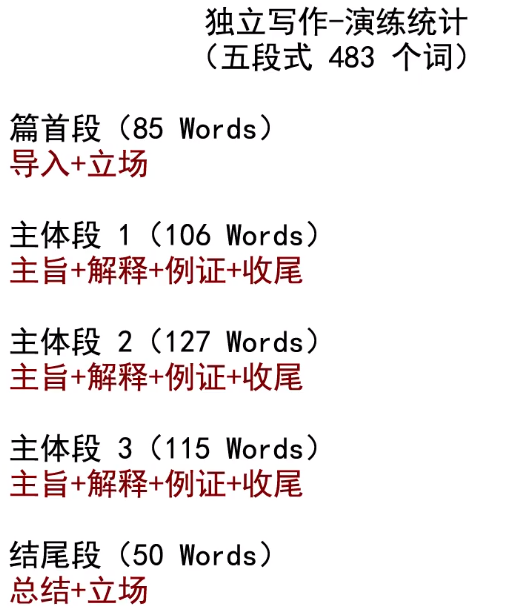 独立写作-演练统计
（五段式 483 个词）
篇首段（85 Words）
导入+立场
主体段 1（106 Words）
主旨+解释+例证+收尾
主体段 2（127 Words）
主旨+解释+例证+收尾
主体段 3（115 Words）
主旨+解释+例证+收尾
结尾段（50 Words）
总结+立场